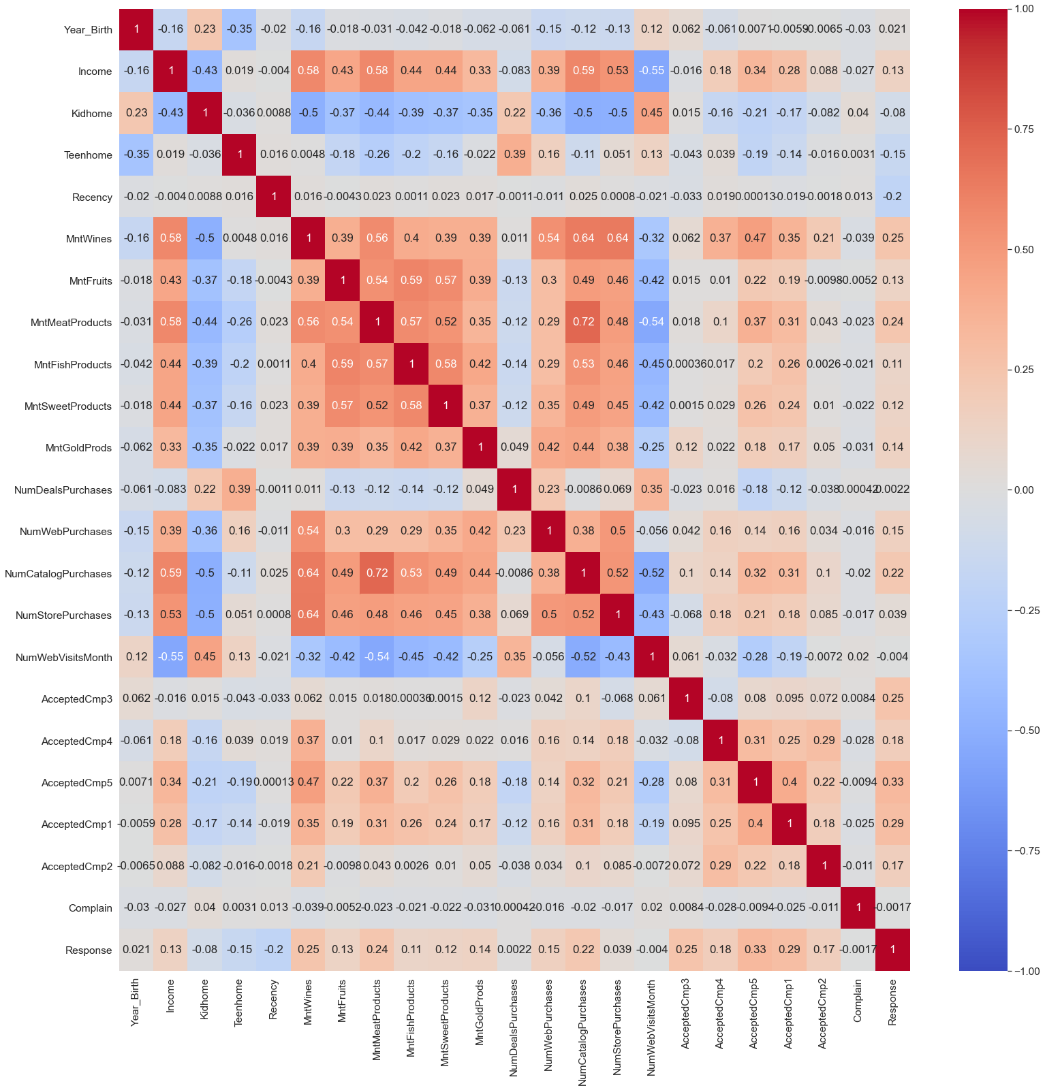 Year_Birth 1 -0.16 0.23 -0.35 -0.02 -0.16 -0.018 -0.031 -0.042 -0.018 -0.062 -0.061 -0.15 -0.12 -0.13 0.12 0.062 -0.061 0.0071 -0.0059 -0.0065 -0.03 0.021
Income -0.16 1 -0.43 0.019 -0.004 0.58 0.43 0.58 0.44 0.44 0.33 -0.083 0.39 0.59 0.53 -0.55 -0.016 0.18 0.34 0.28 0.088 -0.027 0.13
Kidhome 0.23 -0.43 1 -0.036 0.0088 -0.5 -0.37 -0.44 -0.39 -0.37 -0.35 0.22 -0.36 -0.5 -0.5 0.45 0.015 -0.16 -0.21 -0.17 -0.082 0.04 -0.08
Teenhome -0.35 0.019 -0.036 1 0.016 0.0048 -0.18 -0.26 -0.2 -0.16 -0.022 0.39 0.16 -0.11 0.051 0.13 -0.043 0.039 -0.19 -0.14 -0.016 0.0031 -0.15
Recency -0.02 -0.004 0.0088 0.016 1 0.016 -0.0043 0.023 0.0011 0.023 0.017 -0.0011 -0.011 0.025 0.0008 -0.021 -0.033 0.019 0.00013 -0.019 -0.0018 0.013 -0.2
MntWines -0.16 0.58 -0.5 0.0048 0.016 1 0.39 0.56 0.4 0.39 0.39 0.011 0.54 0.64 0.64 -0.32 0.062 0.37 0.47 0.35 0.21 -0.039 0.25
MntFruits -0.018 0.43 -0.37 -0.18 -0.0043 0.39 1 0.54 0.59 0.57 0.39 -0.13 0.3 0.49 0.46 -0.42 0.015 0.01 0.22 0.19 -0.0098 -0.0052 0.13
MntMeatProducts -0.031 0.58 -0.44 -0.26 0.023 0.56 0.54 1 0.57 0.52 0.35 -0.12 0.29 0.72 0.48 -0.54 0.018 0.1 0.37 0.31 0.043 -0.023 0.24
MntFishProducts -0.042 0.44 -0.39 -0.2 0.0011 0.4 0.59 0.57 1 0.58 0.42 -0.14 0.29 0.53 0.46 -0.45 0.00036 0.017 0.2 0.26 0.0026 -0.021 0.11
MntSweetProducts -0.018 0.44 -0.37 -0.16 0.023 0.39 0.57 0.52 0.58 1 0.37 -0.12 0.35 0.49 0.45 -0.42 0.0015 0.029 0.26 0.24 0.01 -0.022 0.12
MntGoldProds -0.062 0.33 -0.35 -0.022 0.017 0.39 0.39 0.35 0.42 0.37 1 0.049 0.42 0.44 0.38 -0.25 0.12 0.022 0.18 0.17 0.05 -0.031 0.14
NumDealsPurchases -0.061 -0.083 0.22 0.39 -0.0011 0.011 -0.13 -0.12 -0.14 -0.12 0.049 1 0.23 -0.0086 0.069 0.35 -0.023 0.016 -0.18 -0.12 -0.038 0.00042 0.0022
NumWebPurchases -0.15 0.39 -0.36 0.16 -0.011 0.54 0.3 0.29 0.29 0.35 0.42 0.23 1 0.38 0.5 -0.056 0.042 0.16 0.14 0.16 0.034 -0.016 0.15
NumCatalogPurchases -0.12 0.59 -0.5 -0.11 0.025 0.64 0.49 0.72 0.53 0.49 0.44 -0.0086 0.38 1 0.52 -0.52 0.1 0.14 0.32 0.31 0.1 -0.02 0.22
NumStorePurchases -0.13 0.53 -0.5 0.051 0.0008 0.64 0.46 0.48 0.46 0.45 0.38 0.069 0.5 0.52 1 -0.43 -0.068 0.18 0.21 0.18 0.085 -0.017 0.039
NumWebVisitsMonth 0.12 -0.55 0.45 0.13 -0.021 -0.32 -0.42 -0.54 -0.45 -0.42 -0.25 0.35 -0.056 -0.52 -0.43 1 0.061 -0.032 -0.28 -0.19 -0.0072 0.02 -0.004
AcceptedCmp3 0.062 -0.016 0.015 -0.043 -0.033 0.062 0.015 0.018 0.00036 0.0015 0.12 -0.023 0.042 0.1 -0.068 0.061 1 -0.08 0.08 0.095 0.072 0.0084 0.25
AcceptedCmp4 -0.061 0.18 -0.16 0.039 0.019 0.37 0.01 0.1 0.017 0.029 0.022 0.016 0.16 0.14 0.18 -0.032 -0.08 1 0.31 0.25 0.29 -0.028 0.18
AcceptedCmp5 0.0071 0.34 -0.21 -0.19 0.00013 0.47 0.22 0.37 0.2 0.26 0.18 -0.18 0.14 0.32 0.21 -0.28 0.08 0.31 1 0.4 0.22 -0.0094 0.33
AcceptedCmp1 -0.0059 0.28 -0.17 -0.14 -0.019 0.35 0.19 0.31 0.26 0.24 0.17 -0.12 0.16 0.31 0.18 -0.19 0.095 0.25 0.4 1 0.18 -0.025 0.29
AcceptedCmp2 -0.0065 0.088 -0.082 -0.016 -0.0018 0.21 -0.0098 0.043 0.0026 0.01 0.05 -0.038 0.034 0.1 0.085 -0.0072 0.072 0.29 0.22 0.18 1 -0.011 0.17
Complain -0.03 -0.027 0.04 0.0031 0.013 -0.039 -0.0052 -0.023 -0.021 -0.022 -0.031 0.00042 -0.016 -0.02 -0.017 0.02 0.0084 -0.028 -0.0094 -0.025 -0.011 1 -0.0017
Response 0.021 0.13 -0.08 -0.15 -0.2 0.25 0.13 0.24 0.11 0.12 0.14 0.0022 0.15 0.22 0.039 -0.004 0.25 0.18 0.33 0.29 0.17 -0.0017 1
Year_Birth
Income
Kidhome
Teenhome
Recency
MntWines
MntFruits
MntMeatProducts
MntFishProducts
MntSweetProducts
MntGoldProds
NumDealsPurchases
NumWebPurchases
NumCatalogPurchases
NumStorePurchases
NumWebVisitsMonth
AcceptedCmp3
AcceptedCmp4
AcceptedCmp5
AcceptedCmp1
AcceptedCmp2
Complain
Response
1.00
0.75
0.50
0.25
0.00
-0.25
-0.50
-0.75
-1.00